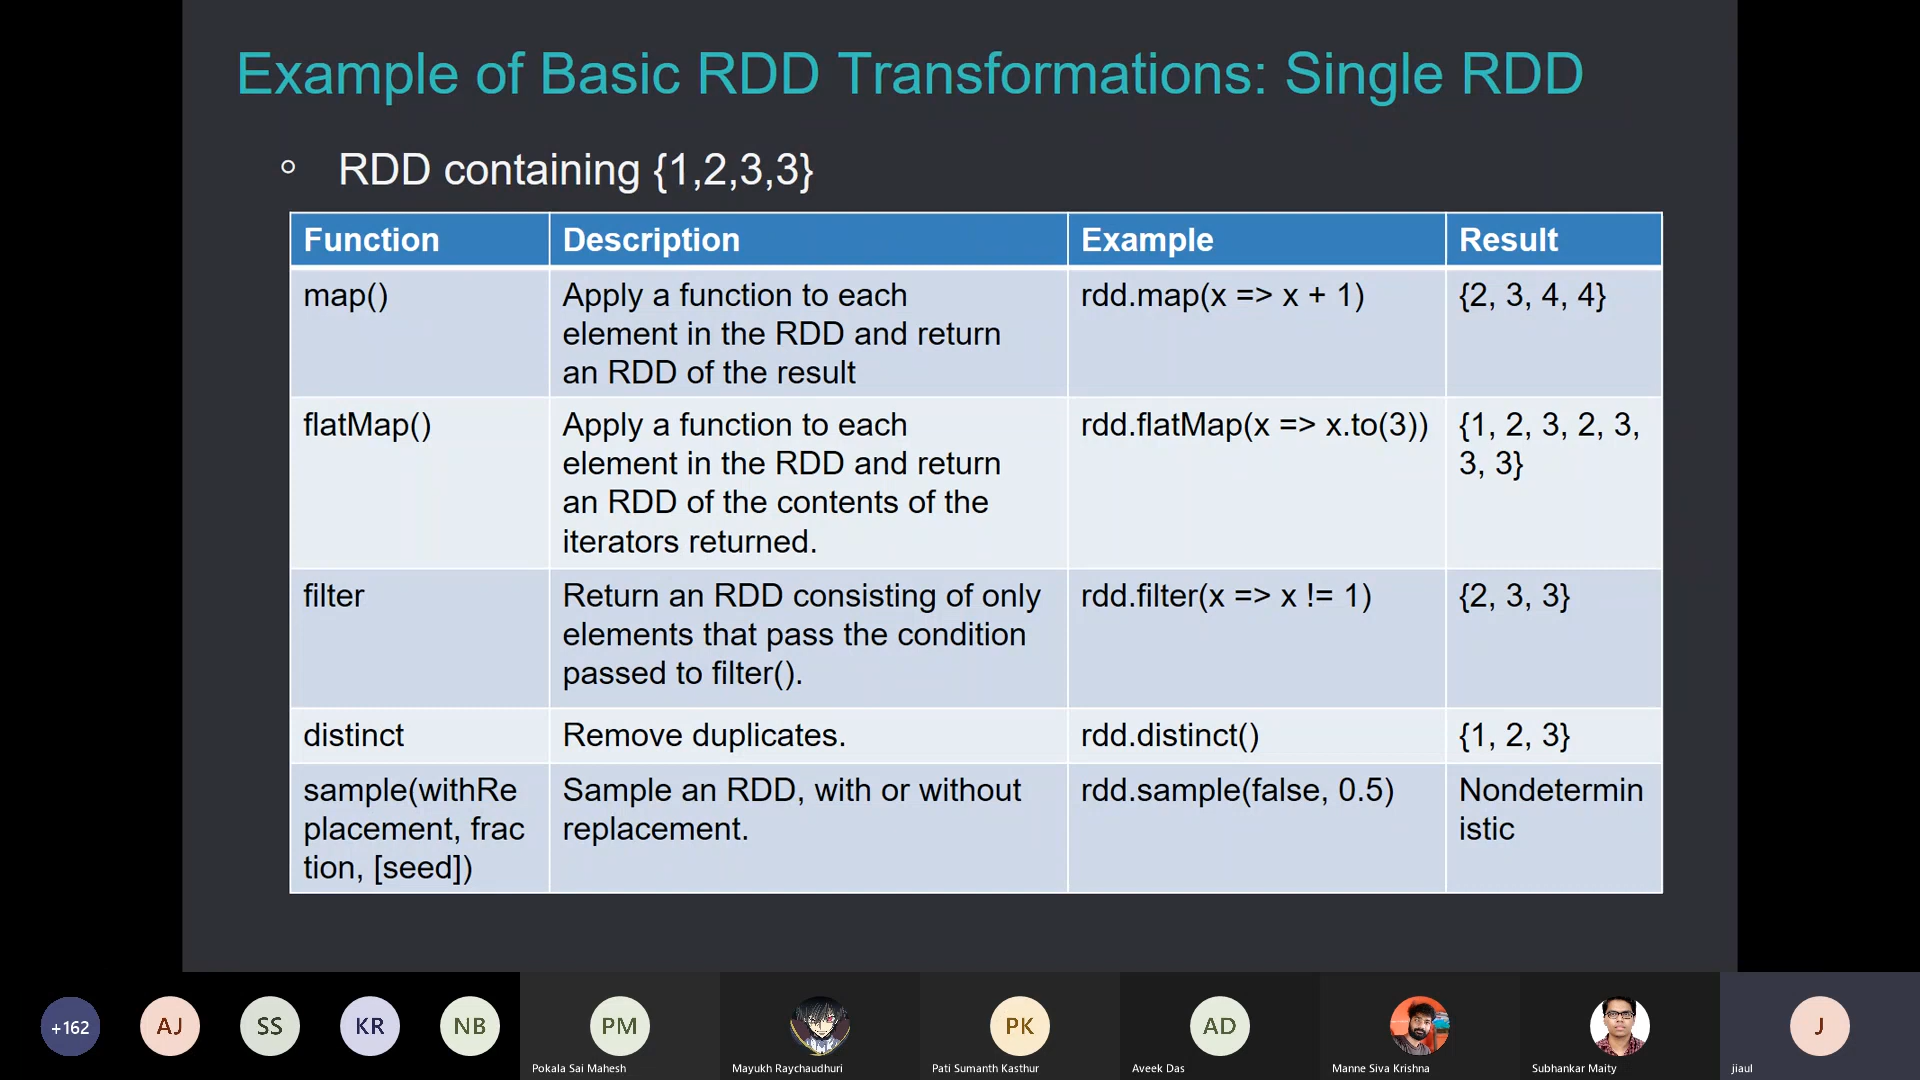 Example of Basic RDD Transformations: Single RDD
RDD containing {1,2,3,3}
Function
Description
Example
Result
map()
Apply a function to each
element in the RDD and return
an RDD of the result
rdd.map(x => x + 1)
{2, 3, 4, 4}
flatMap()
Apply a function to each
element in the RDD and return
an RDD of the contents of the
iterators returned.
rdd.flatMap(x => x.to(3))
{1, 2, 3, 2, 3,
3, 3}
filter
Return an RDD consisting of only
elements that pass the condition
passed to filter().
rdd.filter(x => x != 1)
{2, 3, 3}
distinct
Remove duplicates.
rdd.distinct()
{1, 2, 3}
sample(withRe
placement, frac
tion, [seed])
Sample an RDD, with or without
replacement.
rdd.sample(false, 0.5)
Nondetermin
istic
+162
AJ
SS
KR
NB
PM
PK
AD
J
Pokala Sai Mahesh
Mayukh Raychaudhuri
Pati Sumanth Kasthur
Aveek Das
Manne Siva Krishna
Subhankar Maity
jiaul